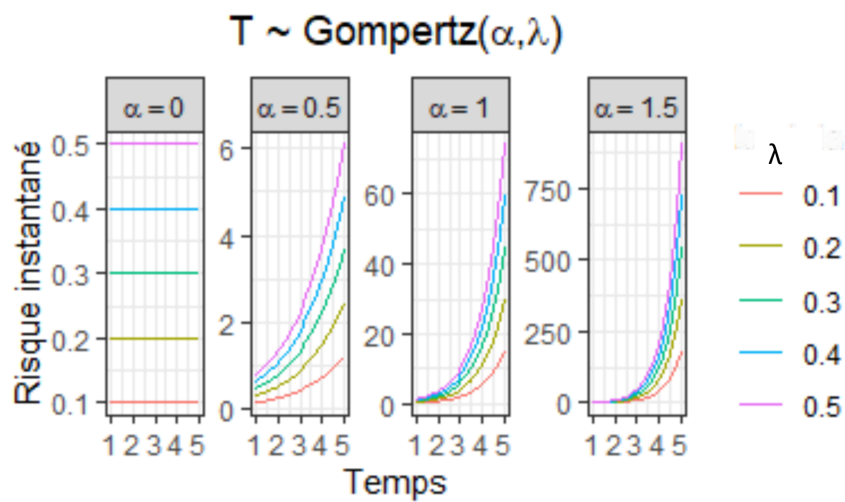 T ~ Gompertz(α,λ)
α = 0
α = 0.5
α = 1
α = 1.5
Risque instantané
0.5
0.4
0.3
0.2
0.1
6
4
2
0
60
40
20
0
750
500
250
0
1 2 3 4 5
1 2 3 4 5
1 2 3 4 5
1 2 3 4 5
Temps
λ
0.1
0.2
0.3
0.4
0.5